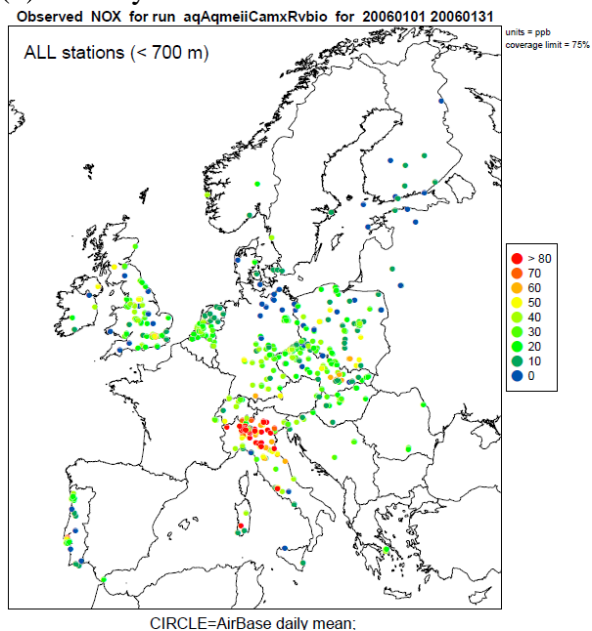 Observed NOX for run aqAqmeiiCamxRvbio for 20060101 20060131
units = ppb
coverage limit = 75%
ALL stations (< 700 m)
> 80
70
60
50
40
30
20
10
0
CIRCLE=AirBase daily mean;